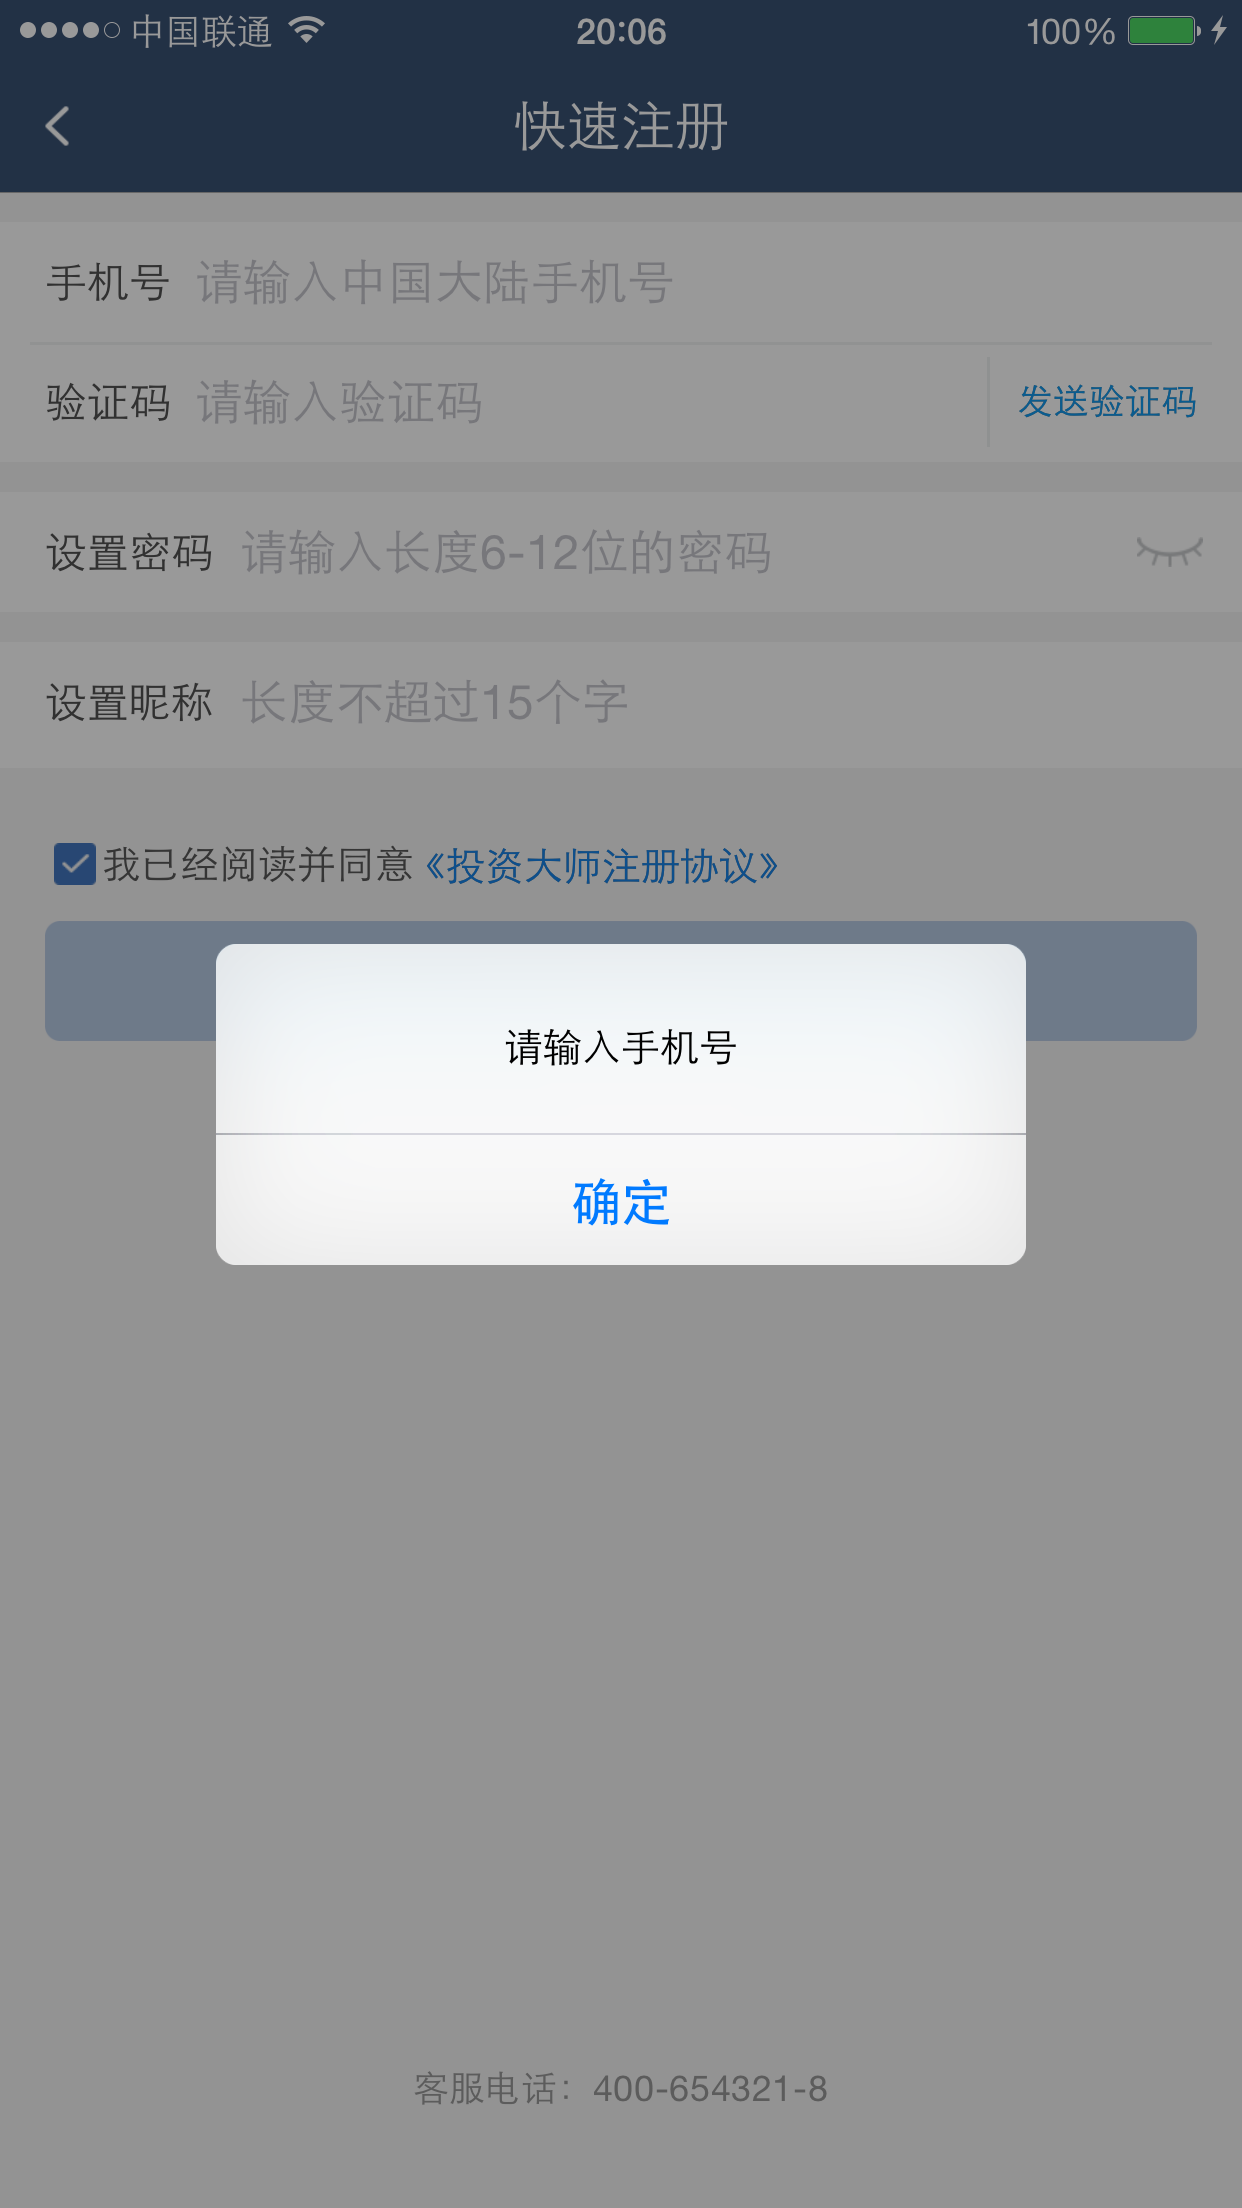 中国联通 20:06 100%
快速注册
手机号 请输入中国大陆手机号
验证码 请输入验证码 发送验证码
设置密码 请输入长度6-12位的密码
设置昵称 长度不超过15个字
我已经阅读并同意《投资大师注册协议》
请输入手机号
确定
客服电话：400-654321-8